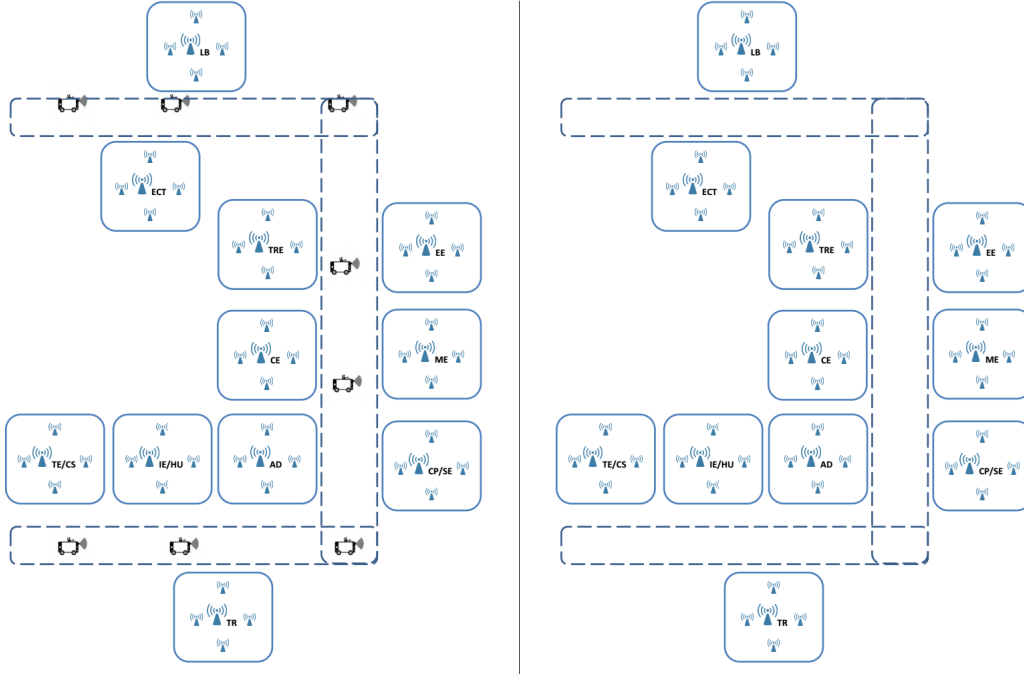 LB
ECT
TRE
EE
CE
ME
TE/CS
IE/HU
AD
CP/SE
TR
LB
ECT
TRE
EE
CE
ME
TE/CS
IE/HU
AD
CP/SE
TR